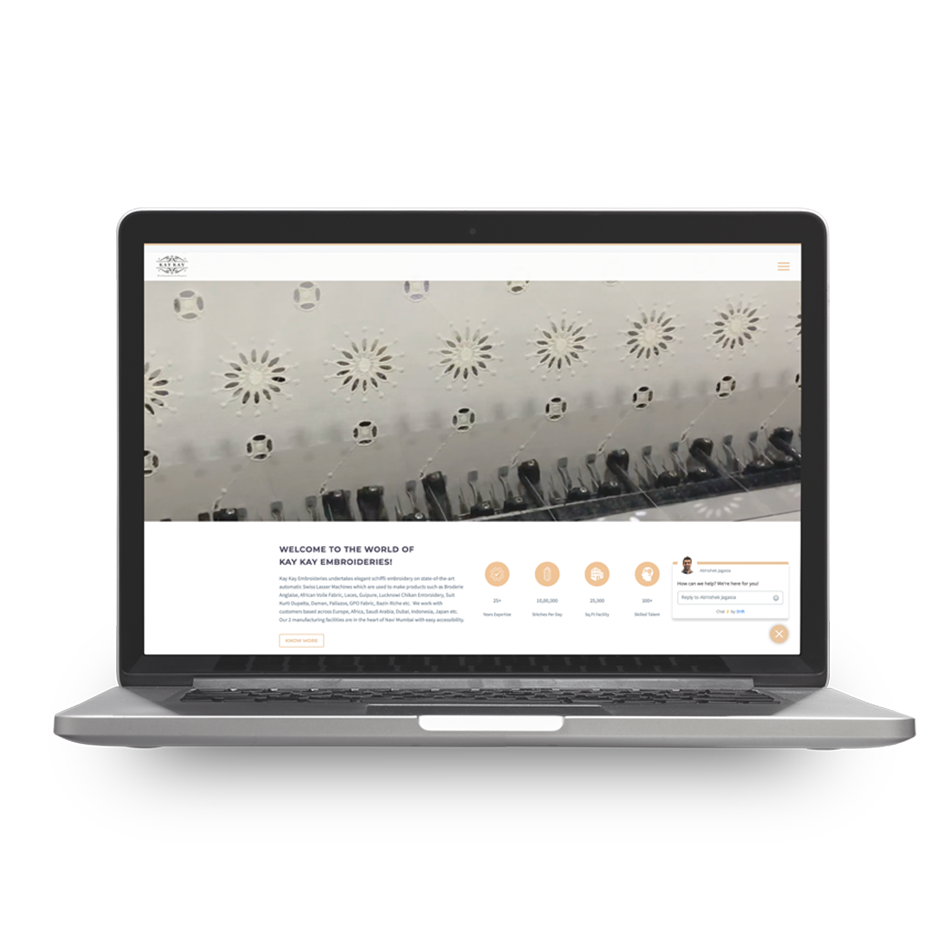 KAY KAY
WELCOME TO THE WORLD OF
KAY KAY EMBROIDERIES!
Kay Kay Embroideries undertakes elegant schiffli embroidery on state-of-the-art
automatic Swiss Lasser Machines which are used to make products such as Broderie
Anglaise, African Voile Fabric, Laces, Guipure, Lucknowi Chikan Embroidery, Suit
Kurti Dupatta, Daman, Pallazos, GPO Fabric, Bazin Riche etc. We work with
customers based across Europe, Africa, Saudi Arabia, Dubai, Indonesia, Japan etc.
Our 2 manufacturing facilities are in the heart of Navi Mumbai with easy accessibility.
KNOW MORE
25+
Years Expertise
10,00,000
Stitches Per Day
25,000
Sq Ft Facility
100+
Skilled Talent
Abhishek Jagasia
How can we help? We're here for you!
Reply to Abhishek Jagasia
Chat ⚡ by Drift